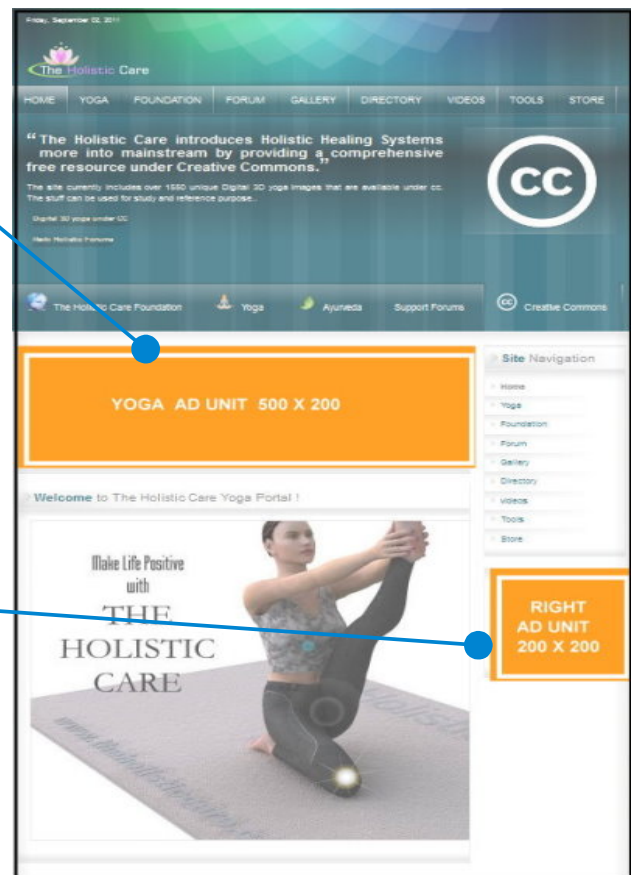 Friday, September 02, 2011
The Holistic Care
HOME YOGA FOUNDATION FORUM GALLERY DIRECTORY VIDEOS TOOLS STORE
“The Holistic Care introduces Holistic Healing Systems
more into mainstream by providing a comprehensive
free resource under Creative Commons.”
The site currently includes over 1550 unique Digital 3D yoga images that are available under cc.
The stuff can be used for study and reference purpose..
Digital 3D yoga under CC
Holistic Forums
cc
The Holistic Care Foundation
Yoga
Ayurveda
Support Forums
cc Creative Commons
YOGA AD UNIT 500 X 200
Site Navigation
Home
Yoga
Foundation
Forum
Gallery
Directory
videos
Tools
Store
Welcome to The Holistic Care Yoga Portal !
Make Life Positive
with
THE
HOLISTIC
CARE
RIGHT
AD UNIT
200 X 200